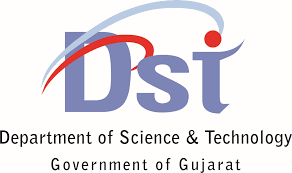 Dst
Department of Science & Technology
Government of Gujarat